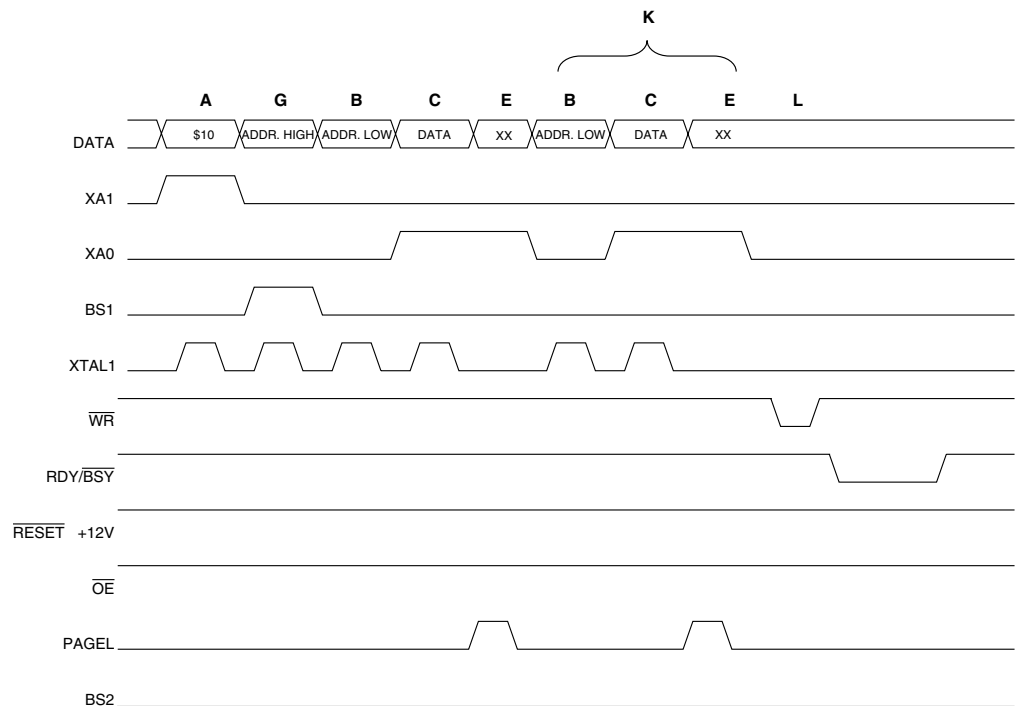 K
A G B C E B C E L
DATA $10 ADDR. HIGH ADDR. LOW DATA XX ADDR. LOW DATA XX
XA1
XA0
BS1
XTAL1
WR
RDY/BSY
RESET +12V
OE
PAGEL
BS2